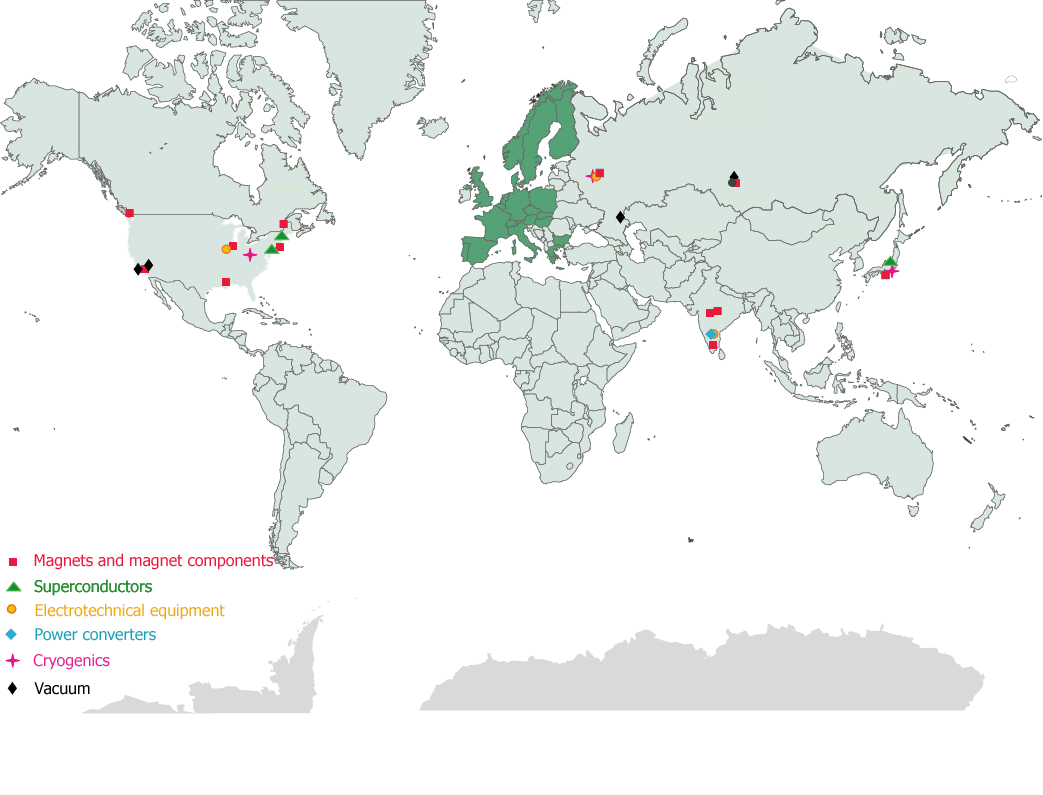 Magnets and magnet components
Superconductors
Electrotechnical equipment
Power converters
Cryogenics
Vacuum